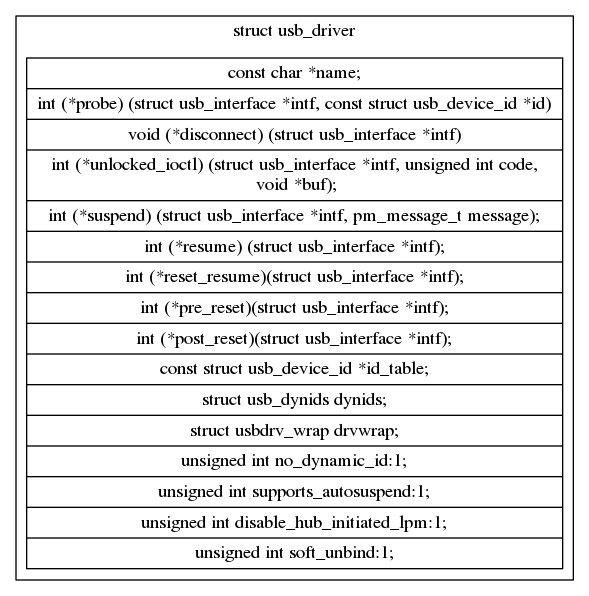 struct usb_driver
const char *name;
int (*probe) (struct usb_interface *intf, const struct usb_device_id *id)
void (*disconnect) (struct usb_interface *intf)
int (*unlocked_ioctl) (struct usb_interface *intf, unsigned int code,
void *buf);
int (*suspend) (struct usb_interface *intf, pm_message_t message);
int (*resume) (struct usb_interface *intf);
int (*reset_resume)(struct usb_interface *intf);
int (*pre_reset)(struct usb_interface *intf);
int (*post_reset)(struct usb_interface *intf);
const struct usb_device_id *id_table;
struct usb_dynids dynids;
struct usbdrv_wrap drvwrap;
unsigned int no_dynamic_id:1;
unsigned int supports_autosuspend:1;
unsigned int disable_hub_initiated_lpm:1;
unsigned int soft_unbind:1;